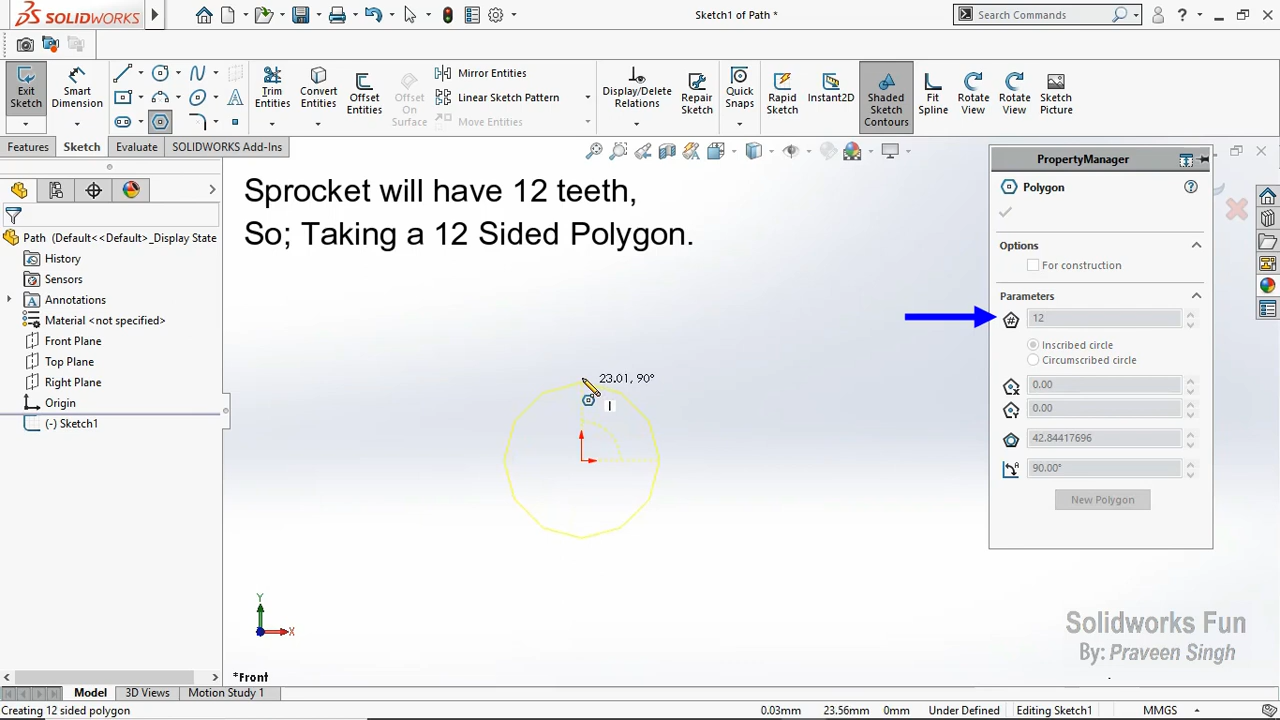 SOLIDWORKS
Sketch1 of Path *
Search Commands
?
Exit Sketch
Smart Dimension
Trim Entities
Convert Entities
Offset Entities
Offset On Surface
Mirror Entities
Linear Sketch Pattern
Move Entities
Display/Delete Relations
Repair Sketch
Quick Snaps
Rapid Sketch
Instant2D
Shaded Sketch Contours
Fit Spline
Rotate View
Rotate View
Sketch Picture
Features
Sketch
Evaluate
SOLIDWORKS Add-Ins
Path (Default<<Default>_Display State
History
Sensors
Annotations
Material <not specified>
Front Plane
Top Plane
Right Plane
Origin
(-) Sketch1
Sprocket will have 12 teeth,
So; Taking a 12 Sided Polygon.
23.01, 90°
PropertyManager
Polygon
Options
For construction
Parameters
12
Inscribed circle
Circumscribed circle
0.00
0.00
42.84417696
90.00°
New Polygon
Y
X
*Front
Solidworks Fun
By: Praveen Singh
Model
3D Views
Motion Study 1
Creating 12 sided polygon
0.03mm
23.56mm
0mm
Under Defined
Editing Sketch1
MMGS